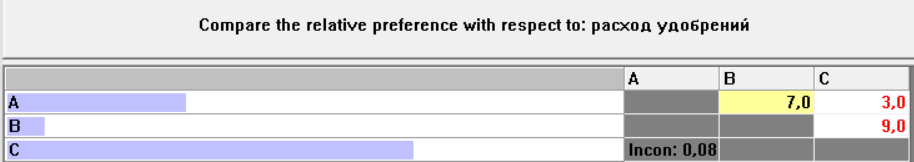 Compare the relative preference with respect to: расход удобрений
A B C
A 7,0 3,0
B 9,0
C Incon: 0,08